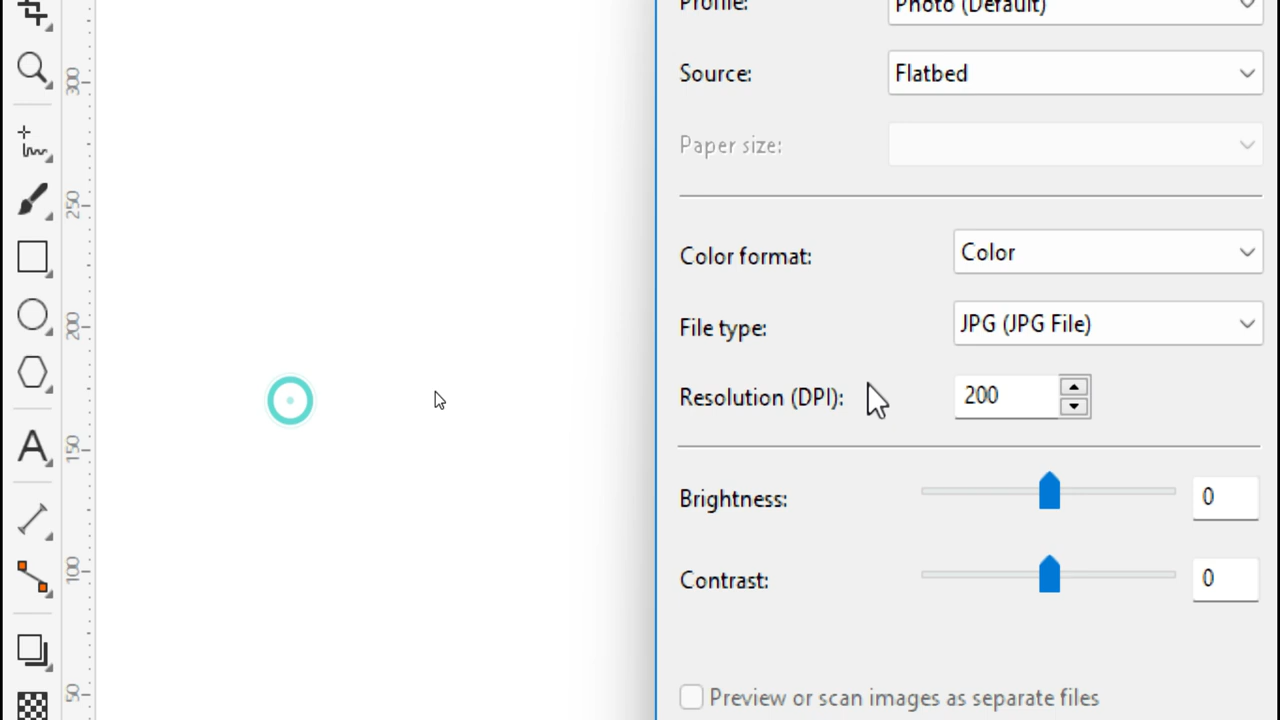 Profile:
Photo (Default)
Source:
Flatbed
Paper size:
Color format:
Color
File type:
JPG (JPG File)
Resolution (DPI):
200
Brightness:
0
Contrast:
0
Preview or scan images as separate files
300
250
200
150
100
50
A